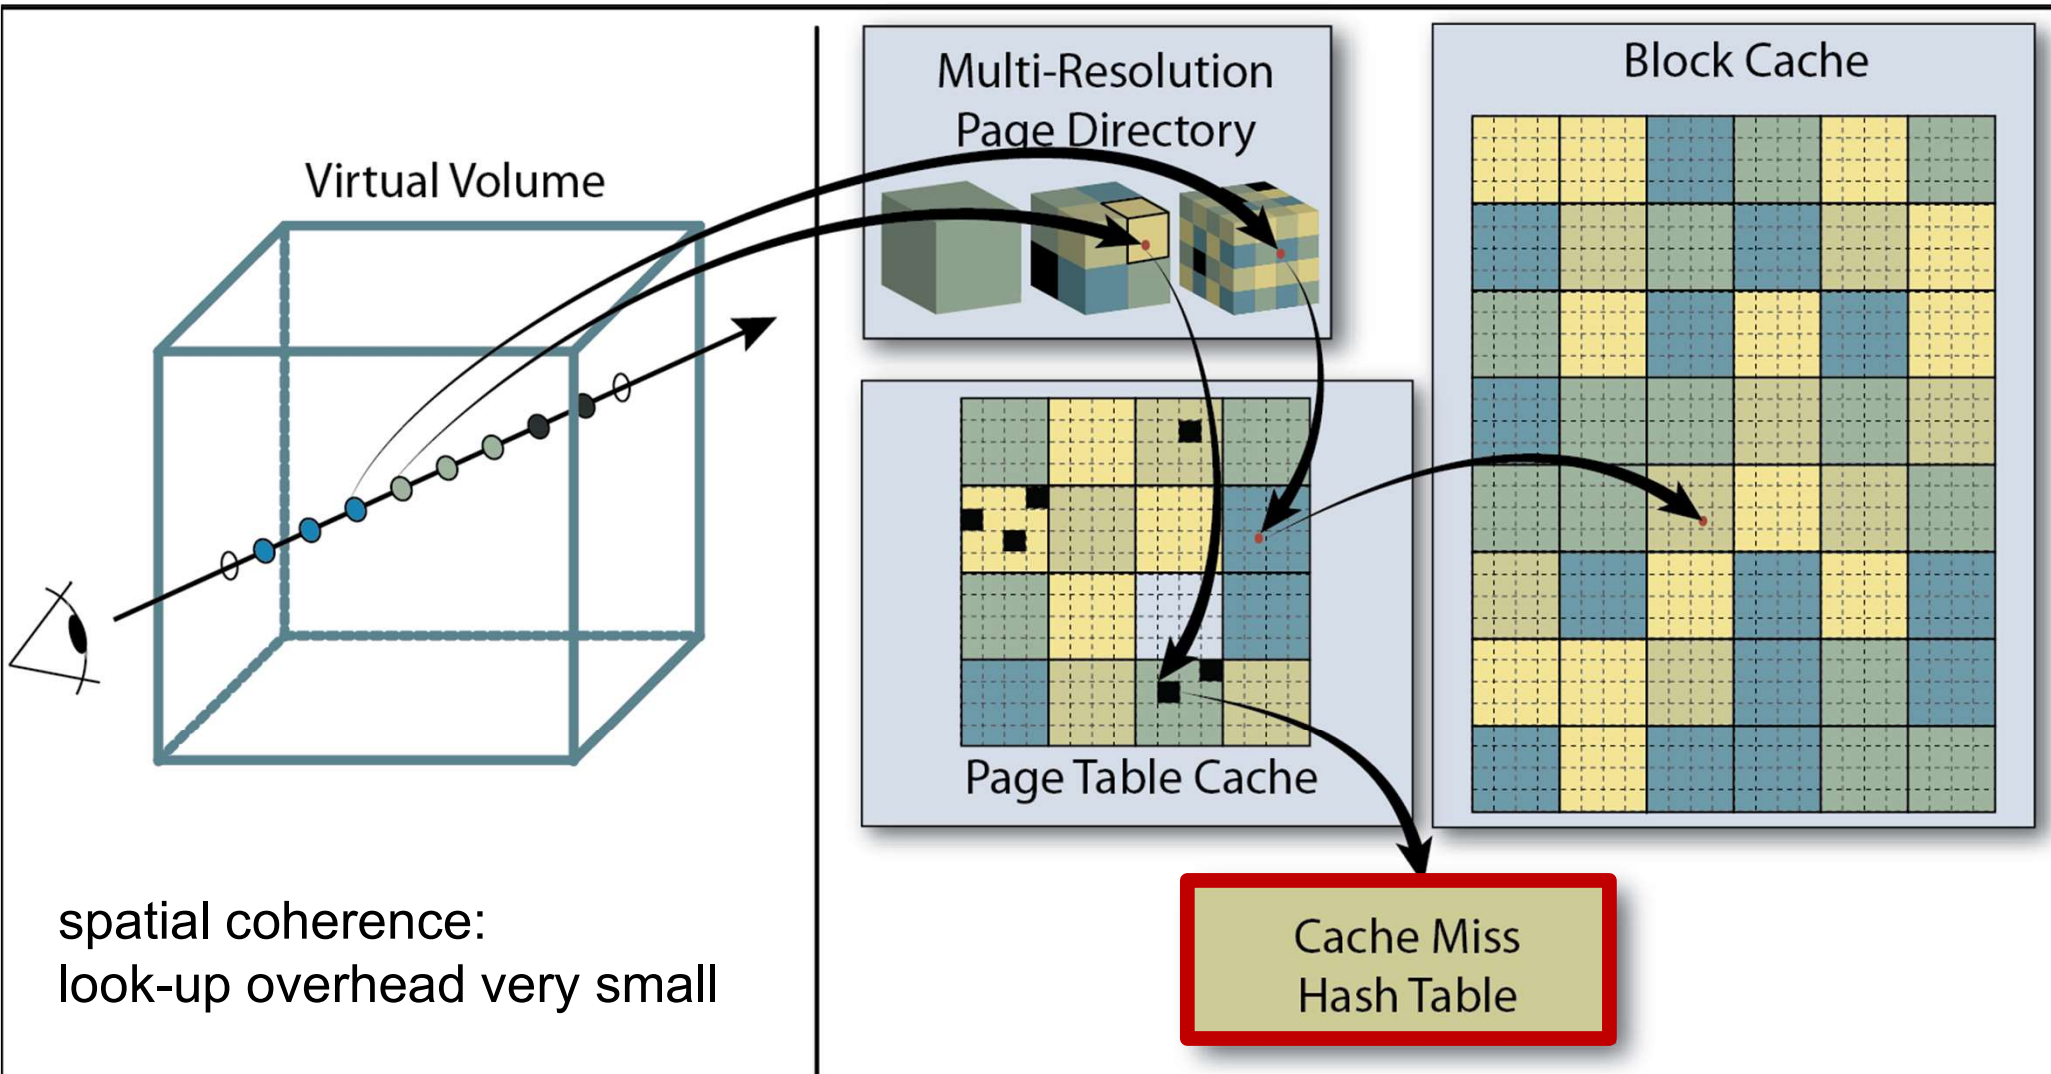 Virtual Volume
spatial coherence:
look-up overhead very small
Multi-Resolution
Page Directory
Page Table Cache
Block Cache
Cache Miss
Hash Table